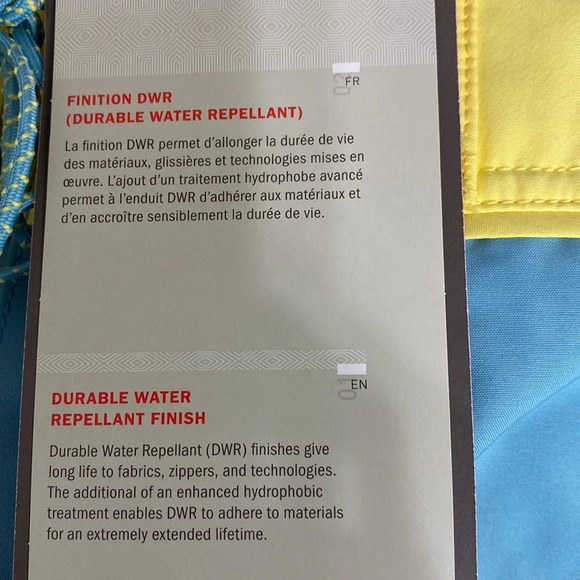 02
FR
FINITION DWR
(DURABLE WATER REPELLANT)
La finition DWR permet d'allonger la durée de vie
des matériaux, glissières et technologies mises en
œuvre. L'ajout d'un traitement hydrophobe avancé
permet à l'enduit DWR d'adhérer aux matériaux et
d'en accroître sensiblement la durée de vie.
01
EN
DURABLE WATER
REPELLANT FINISH
Durable Water Repellant (DWR) finishes give
long life to fabrics, zippers, and technologies.
The additional of an enhanced hydrophobic
treatment enables DWR to adhere to materials
for an extremely extended lifetime.